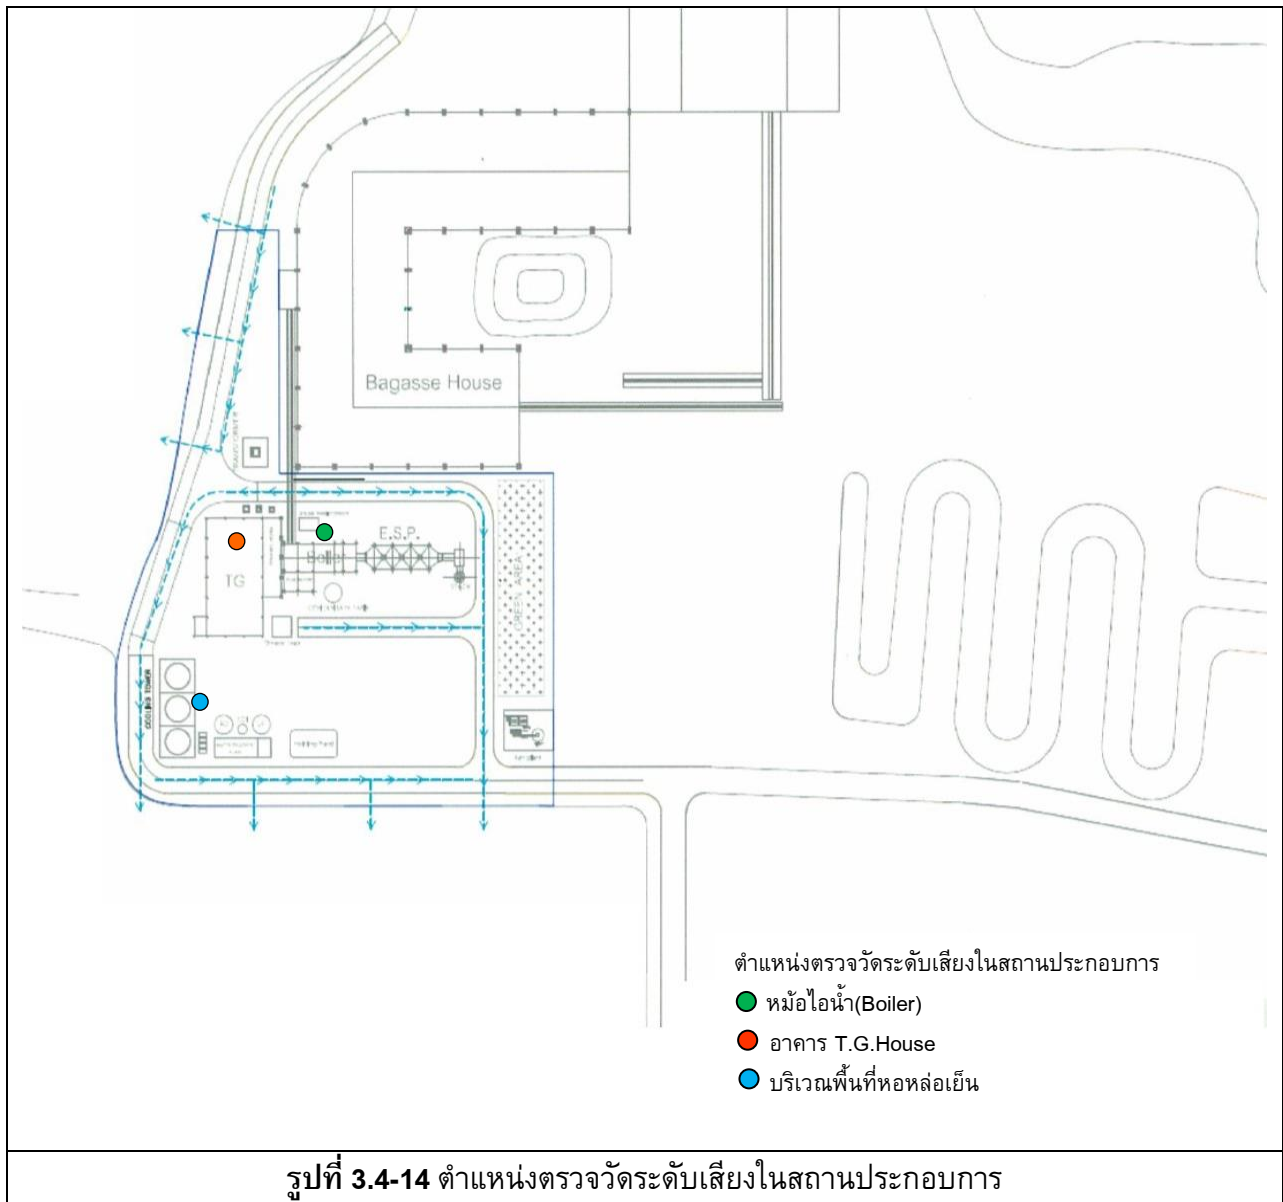 Bagasse House
E.S.P.
Boiler
TG
GREEN AREA
COOLING TOWER
Holding Pond
ตำแหน่งตรวจวัดระดับเสียงในสถานประกอบการ
หม้อไอน้ำ(Boiler)
อาคาร T.G.House
บริเวณพื้นที่หอหล่อเย็น
รูปที่ 3.4-14 ตำแหน่งตรวจวัดระดับเสียงในสถานประกอบการ